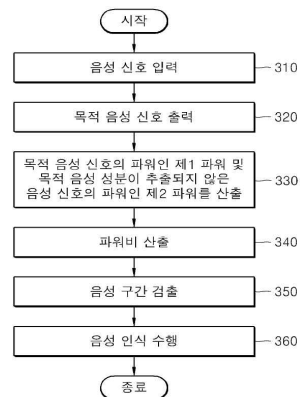 시작
음성 신호 입력
310
목적 음성 신호 출력
320
목적 음성 신호의 파워인 제1 파워 및
목적 음성 성분이 추출되지 않은
음성 신호의 파워인 제2 파워를 산출
330
파워비 산출
340
음성 구간 검출
350
음성 인식 수행
360
종료